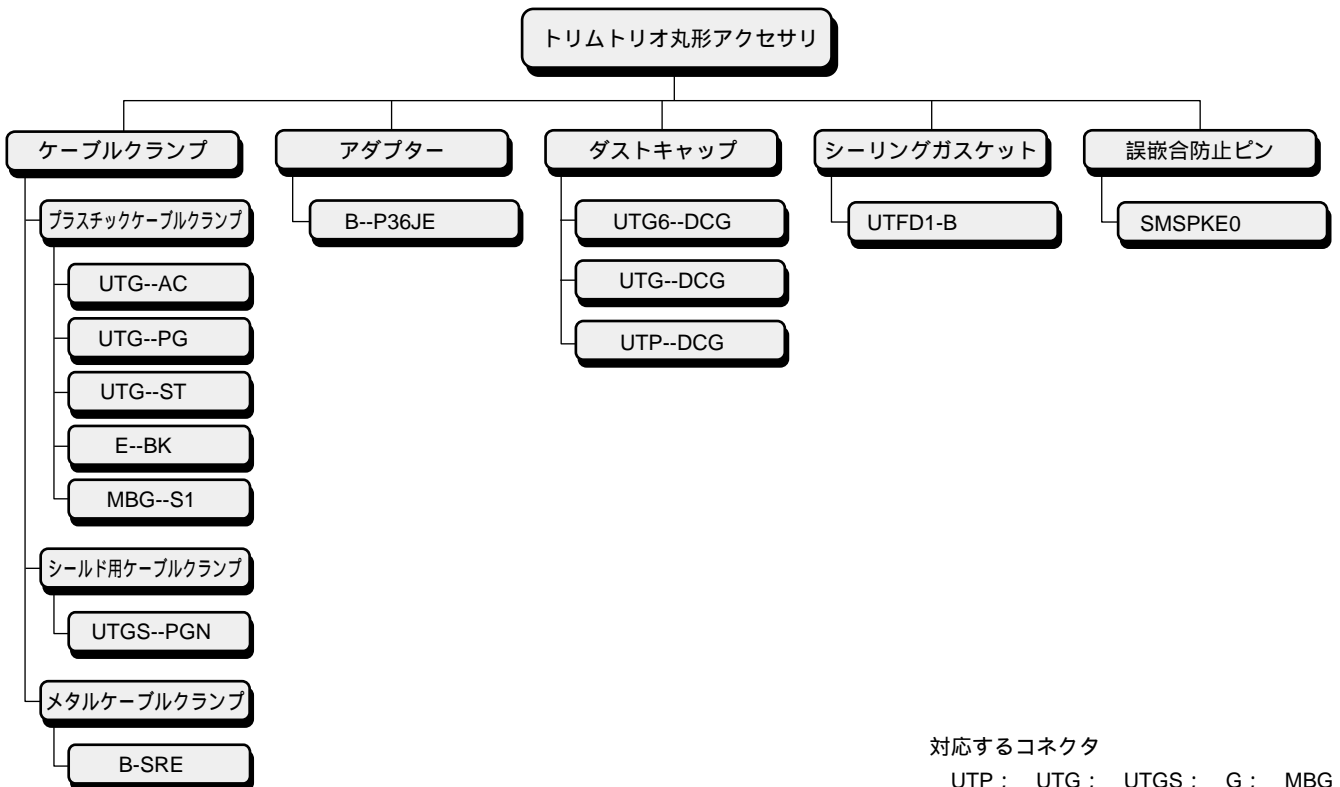 トリムトリオ丸形アクセサリ
ケーブルクランプ
アダプター
ダストキャップ
シーリングガスケット
誤嵌合防止ピン
プラスチックケーブルクランプ
B--P36JE
UTG6--DCG
UTFD1-B
SMSPKE0
UTG--AC
UTG--DCG
UTG--PG
UTP--DCG
UTG--ST
E--BK
MBG--S1
シールド用ケーブルクランプ
UTGS--PGN
メタルケーブルクランプ
B-SRE
対応するコネクタ
UTP : UTG : UTGS : G : MBG